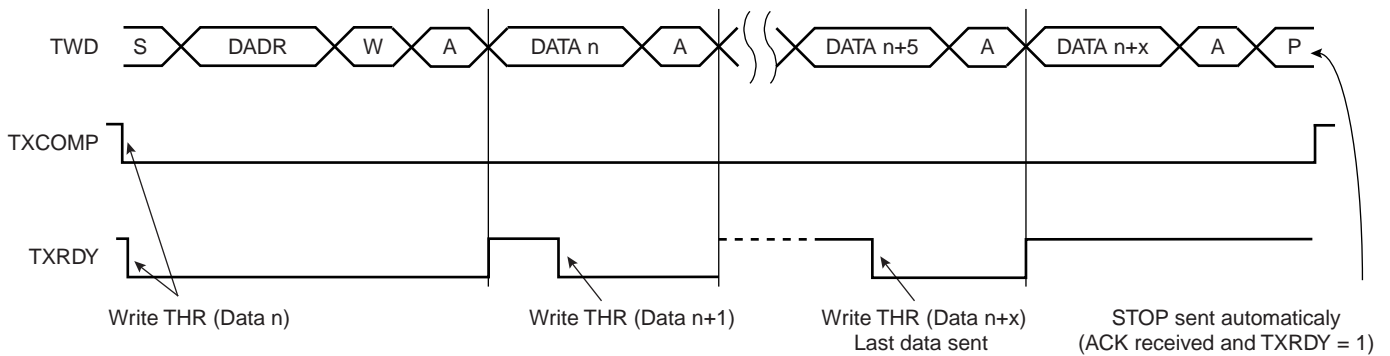 TWD S DADR W A DATA n A DATA n+5 A DATA n+x A P
TXCOMP
TXRDY
Write THR (Data n)
Write THR (Data n+1)
Write THR (Data n+x)
Last data sent
STOP sent automaticaly
(ACK received and TXRDY = 1)